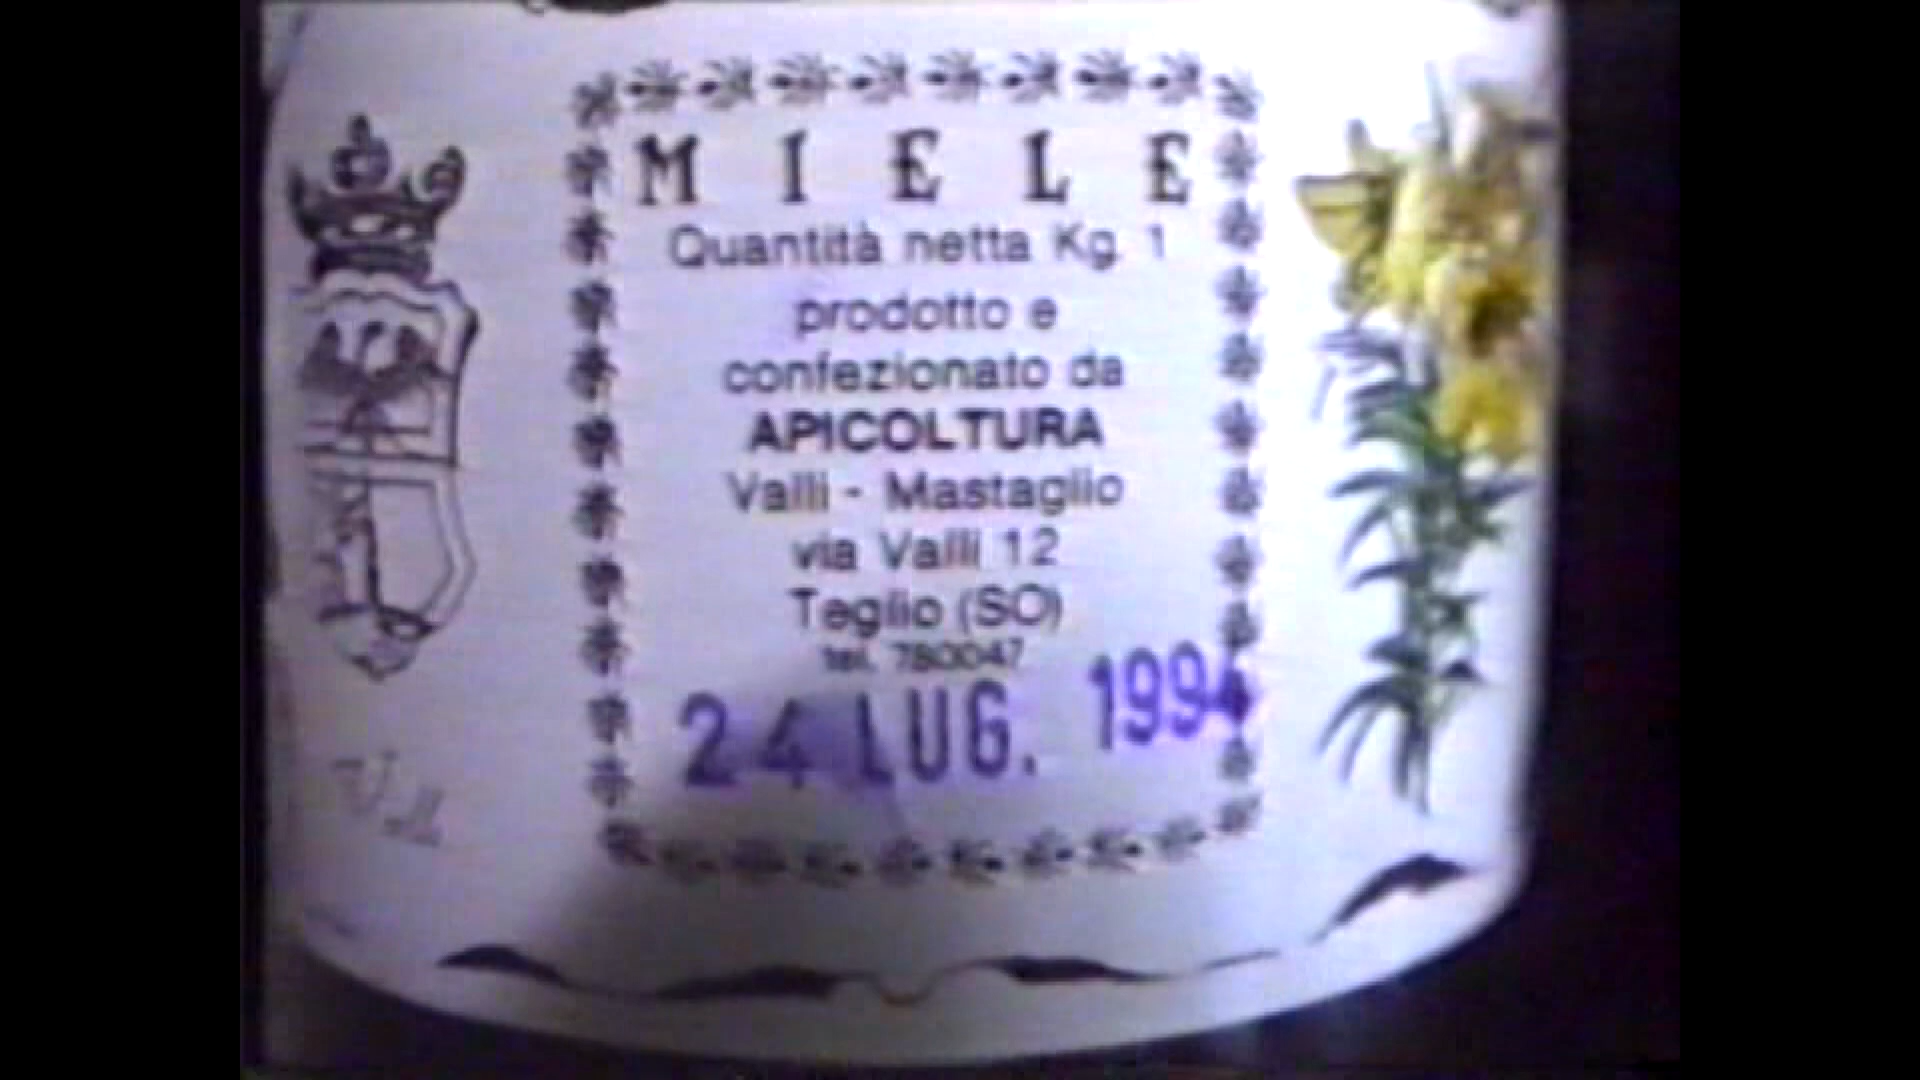 MIELE
Quantità netta Kg. 1
prodotto e
confezionato da
APICOLTURA
Valli - Mastaglio
via Valli 12
Teglio (SO)
tel. 780047
24 LUG. 1994